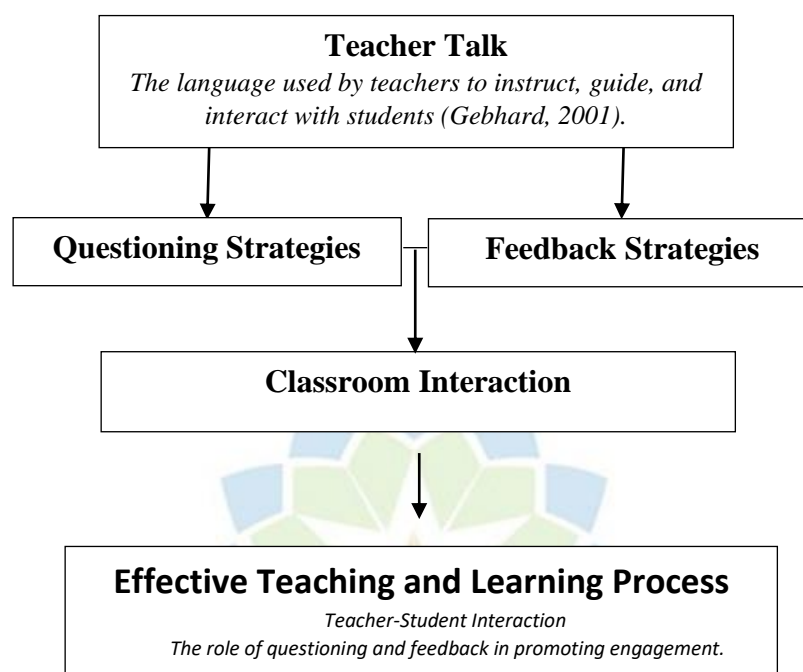 Teacher Talk
The language used by teachers to instruct, guide, and
interact with students (Gebhard, 2001).
Questioning Strategies
Feedback Strategies
Classroom Interaction
Effective Teaching and Learning Process
Teacher-Student Interaction
The role of questioning and feedback in promoting engagement.